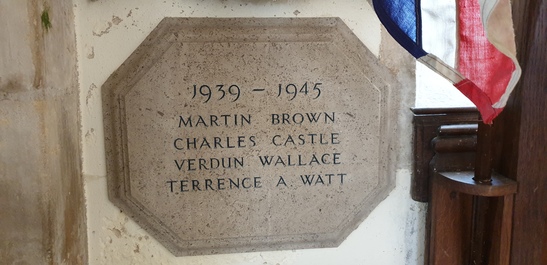 1939 – 1945
MARTIN BROWN
CHARLES CASTLE
VERDUN WALLACE
TERRENCE A. WATT